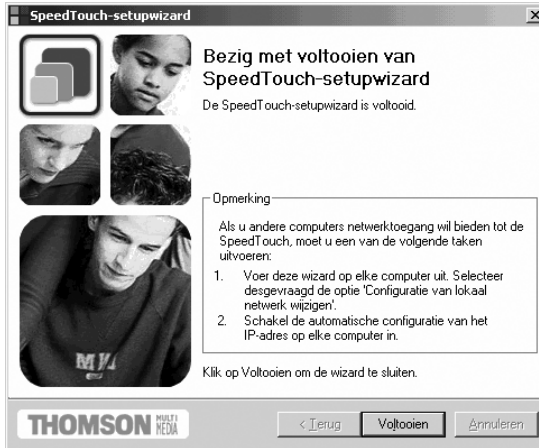 SpeedTouch-setupwizard
Bezig met voltooien van
SpeedTouch-setupwizard
De SpeedTouch-setupwizard is voltooid.
Opmerking
Als u andere computers netwerktoegang wil bieden tot de
SpeedTouch, moet u een van de volgende taken
uitvoeren:
1. Voer deze wizard op elke computer uit. Selecteer
desgevraagd de optie 'Configuratie van lokaal
netwerk wijzigen'.
2. Schakel de automatische configuratie van het
IP-adres op elke computer in.
Klik op Voltooien om de wizard te sluiten.
THOMSON MULTI MEDIA
< Terug Voltooien Annuleren